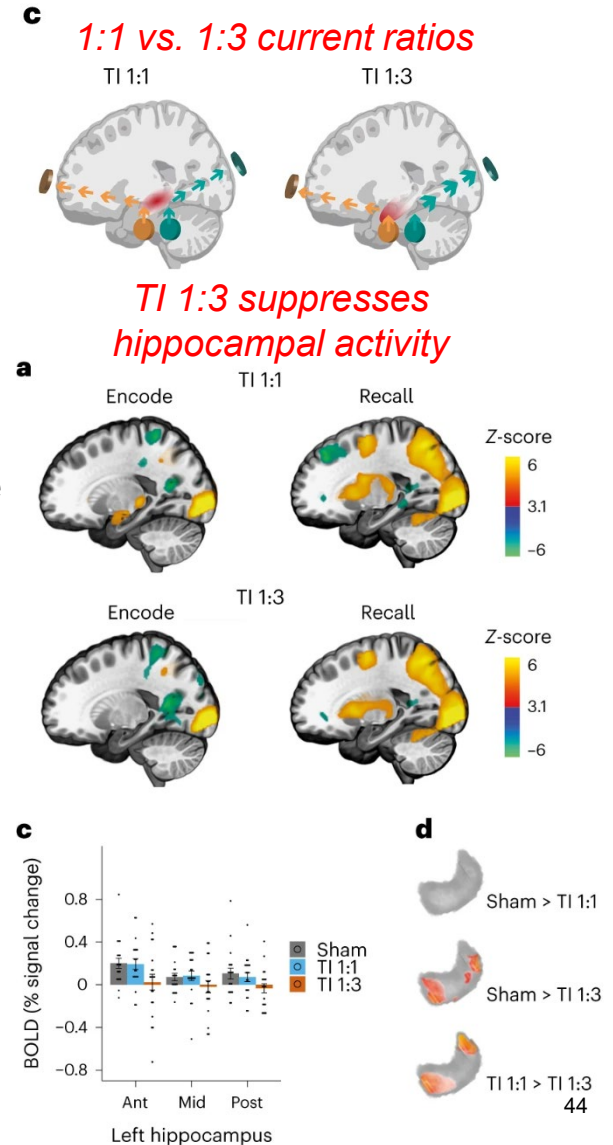 c
1:1 vs. 1:3 current ratios
TI 1:1
TI 1:3
TI 1:3 suppresses
hippocampal activity
a
TI 1:1
Encode
Recall
Z-score
6
3.1
–6
TI 1:3
Encode
Recall
Z-score
6
3.1
–6
c
BOLD (% signal change)
0.8
0.4
0
–0.4
–0.8
Ant
Mid
Post
Left hippocampus
Sham
TI 1:1
TI 1:3
d
Sham > TI 1:1
Sham > TI 1:3
TI 1:1 > TI 1:3
44